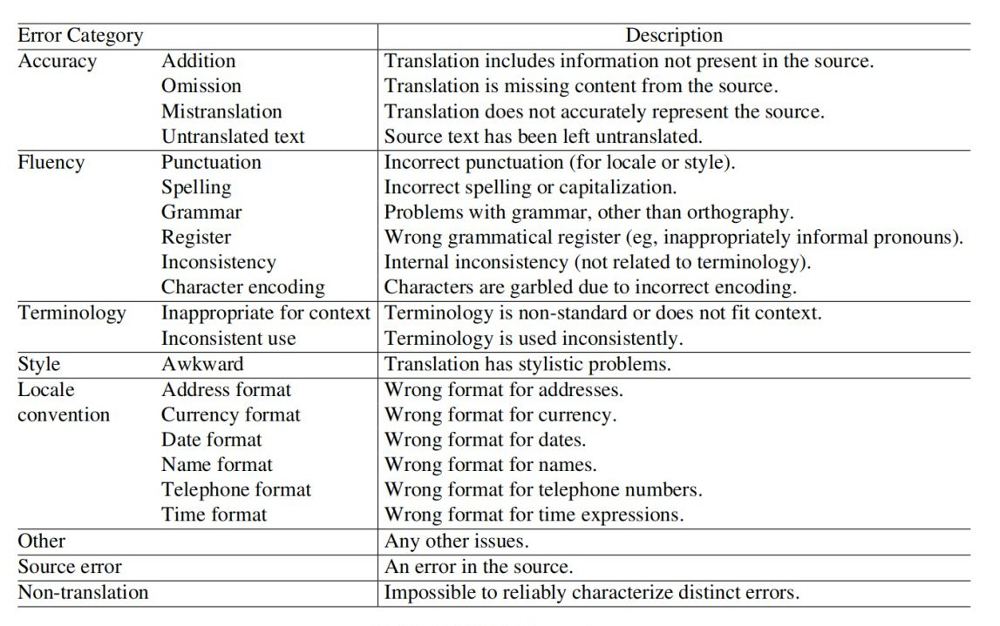 Error Category Description
Accuracy Addition Translation includes information not present in the source.
Omission Translation is missing content from the source.
Mistranslation Translation does not accurately represent the source.
Untranslated text Source text has been left untranslated.
Fluency Punctuation Incorrect punctuation (for locale or style).
Spelling Incorrect spelling or capitalization.
Grammar Problems with grammar, other than orthography.
Register Wrong grammatical register (eg, inappropriately informal pronouns).
Inconsistency Internal inconsistency (not related to terminology).
Character encoding Characters are garbled due to incorrect encoding.
Terminology Inappropriate for context Terminology is non-standard or does not fit context.
Inconsistent use Terminology is used inconsistently.
Style Awkward Translation has stylistic problems.
Locale Address format Wrong format for addresses.
convention Currency format Wrong format for currency.
Date format Wrong format for dates.
Name format Wrong format for names.
Telephone format Wrong format for telephone numbers.
Time format Wrong format for time expressions.
Other Any other issues.
Source error An error in the source.
Non-translation Impossible to reliably characterize distinct errors.